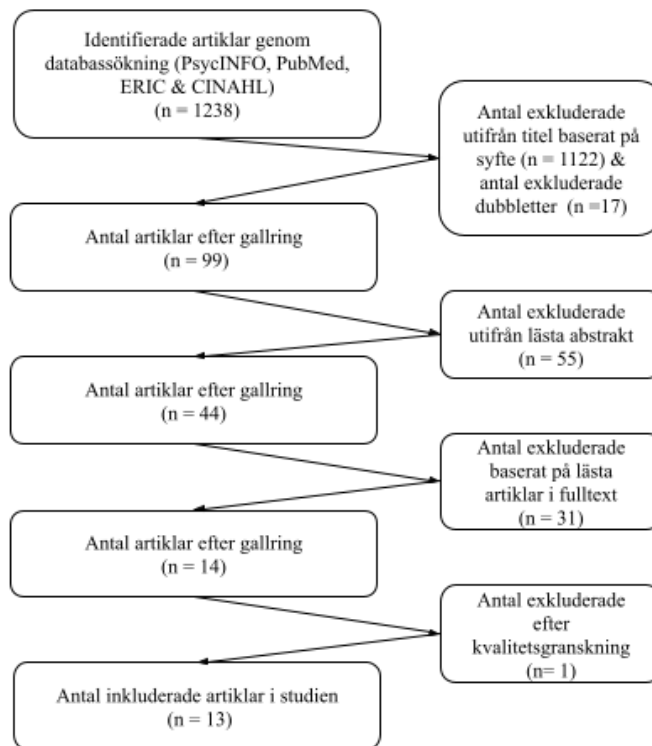 Identifierade artiklar genom
databassökning (PsycINFO, PubMed,
ERIC & CINAHL)
(n = 1238)
Antal exkluderade
utifrån titel baserat på
syfte (n = 1122) &
antal exkluderade
dubbletter (n =17)
Antal artiklar efter gallring
(n = 99)
Antal exkluderade
utifrån lästa abstrakt
(n = 55)
Antal artiklar efter gallring
(n = 44)
Antal exkluderade
baserat på lästa
artiklar i fulltext
(n = 31)
Antal artiklar efter gallring
(n = 14)
Antal exkluderade
efter
kvalitetsgranskning
(n= 1)
Antal inkluderade artiklar i studien
(n = 13)